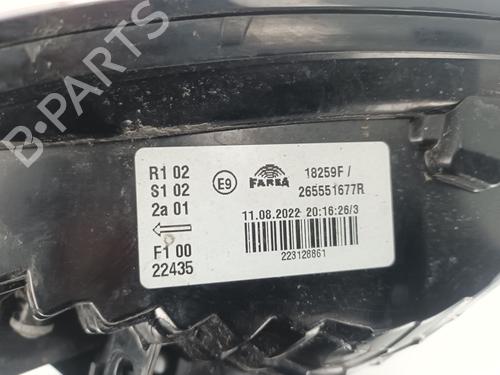 B-PARTS
R1 02
S1 02
2a 01
F1 00
22435
E9
FARBA
18259F /
265551677R
11.08.2022 20:16:26/3
223128861